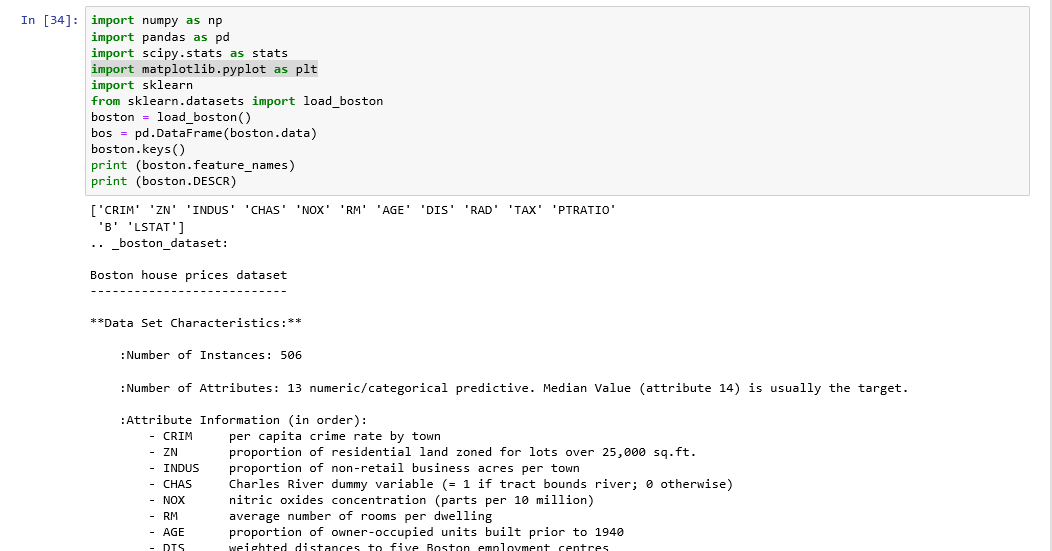 In [34]:
import numpy as np
import pandas as pd
import scipy.stats as stats
import matplotlib.pyplot as plt
import sklearn
from sklearn.datasets import load_boston
boston = load_boston()
bos = pd.DataFrame(boston.data)
boston.keys()
print (boston.feature_names)
print (boston.DESCR)
['CRIM' 'ZN' 'INDUS' 'CHAS' 'NOX' 'RM' 'AGE' 'DIS' 'RAD' 'TAX' 'PTRATIO'
 'B' 'LSTAT']
.. _boston_dataset:
Boston house prices dataset
---------------------------
**Data Set Characteristics:**
:Number of Instances: 506
:Number of Attributes: 13 numeric/categorical predictive. Median Value (attribute 14) is usually the target.
:Attribute Information (in order):
- CRIM     per capita crime rate by town
- ZN       proportion of residential land zoned for lots over 25,000 sq.ft.
- INDUS    proportion of non-retail business acres per town
- CHAS     Charles River dummy variable (= 1 if tract bounds river; 0 otherwise)
- NOX      nitric oxides concentration (parts per 10 million)
- RM       average number of rooms per dwelling
- AGE      proportion of owner-occupied units built prior to 1940
- DIS      weighted distances to five Boston employment centres